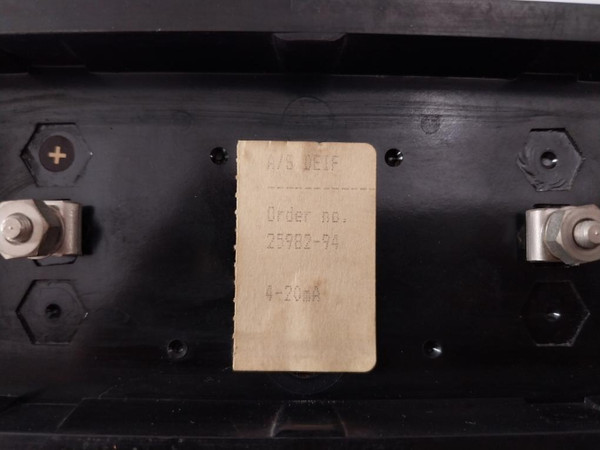 +
A/S DEIF
------------
Order no.
25982-94
4-20mA